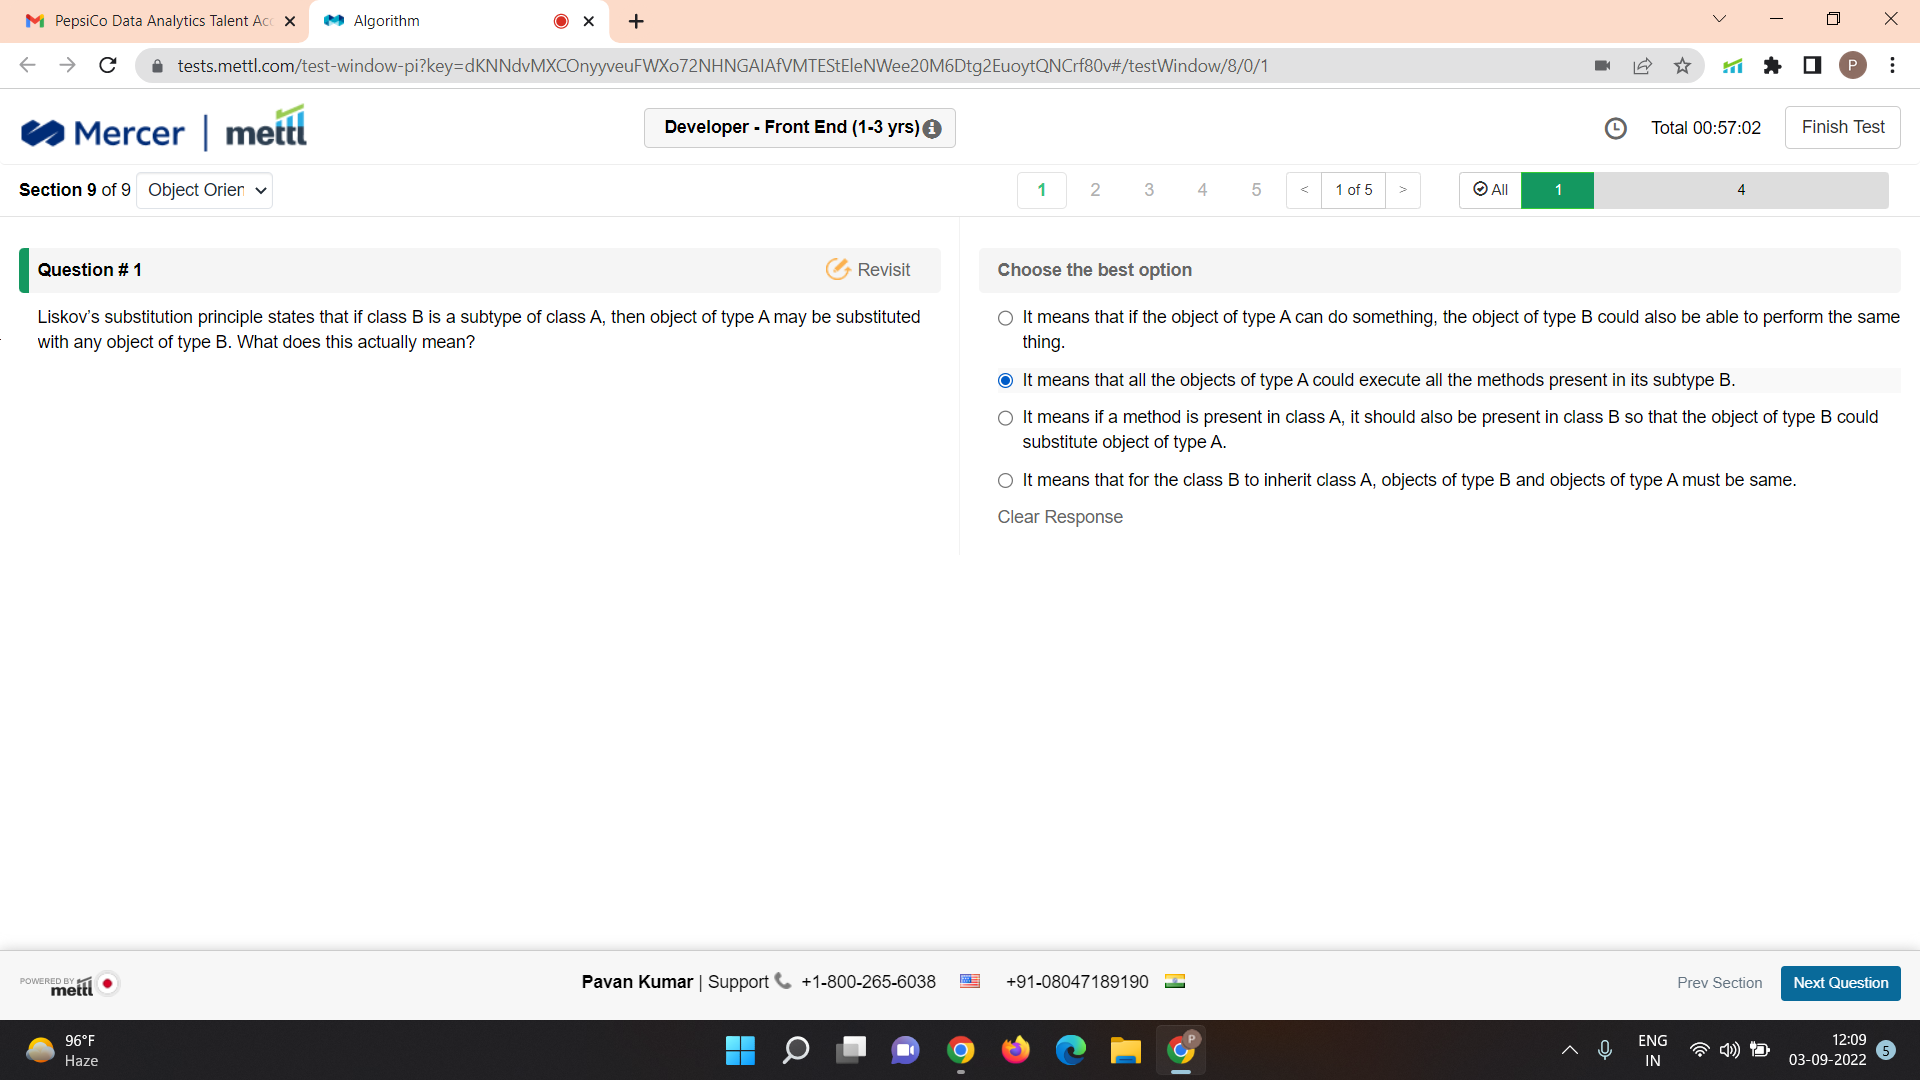 PepsiCo Data Analytics Talent Acc
Algorithm
tests.mettl.com/test-window-pi?key=dKNNdvMXCOnyyveuFWXo72NHNGAIAfVMTEStEleNWee20M6Dtg2EuoytQNCrf80v#/testWindow/8/0/1
P
Mercer | mettl
Developer - Front End (1-3 yrs)
Total 00:57:02
Finish Test
Section 9 of 9
Object Orien
1 2 3 4 5
< 1 of 5 >
All 1 4
Question # 1
Revisit
Liskov's substitution principle states that if class B is a subtype of class A, then object of type A may be substituted
with any object of type B. What does this actually mean?
Choose the best option
It means that if the object of type A can do something, the object of type B could also be able to perform the same
thing.
It means that all the objects of type A could execute all the methods present in its subtype B.
It means if a method is present in class A, it should also be present in class B so that the object of type B could
substitute object of type A.
It means that for the class B to inherit class A, objects of type B and objects of type A must be same.
Clear Response
POWERED BY
mettl
Pavan Kumar | Support +1-800-265-6038 +91-08047189190
Prev Section
Next Question
96°F
Haze
P
ENG
IN
12:09
03-09-2022
5